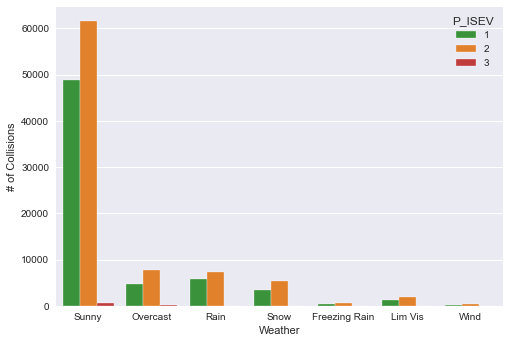 P_ISEV
1
2
3
60000
50000
40000
30000
20000
10000
0
# of Collisions
Sunny Overcast Rain Snow Freezing Rain Lim Vis Wind
Weather